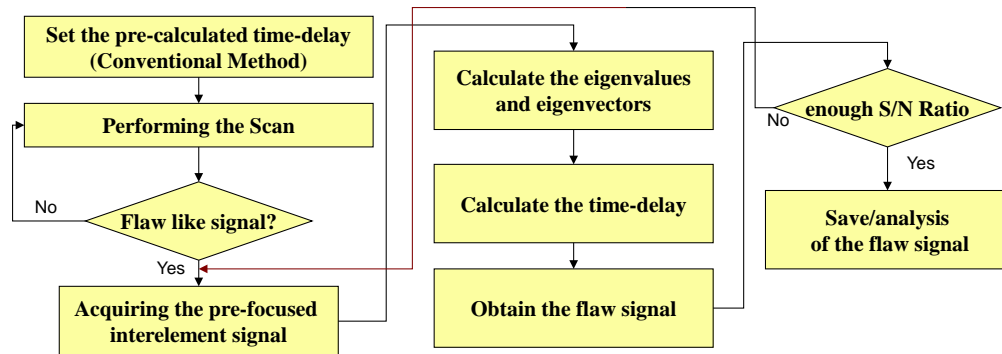 Set the pre-calculated time-delay
(Conventional Method)
Performing the Scan
No
Flaw like signal?
Yes
Acquiring the pre-focused
interelement signal
Calculate the eigenvalues
and eigenvectors
Calculate the time-delay
Obtain the flaw signal
enough S/N Ratio
No
Yes
Save/analysis
of the flaw signal